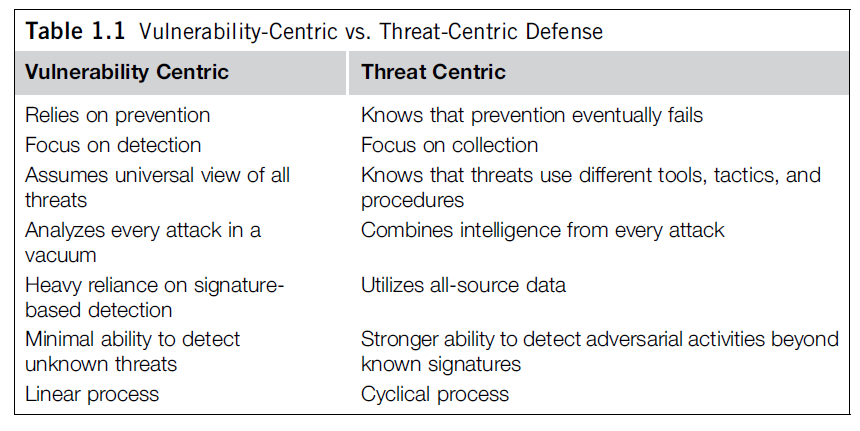 Table 1.1 Vulnerability-Centric vs. Threat-Centric Defense
Vulnerability Centric Threat Centric
Relies on prevention Knows that prevention eventually fails
Focus on detection Focus on collection
Assumes universal view of all Knows that threats use different tools, tactics, and
threats procedures
Analyzes every attack in a Combines intelligence from every attack
vacuum
Heavy reliance on signature- Utilizes all-source data
based detection
Minimal ability to detect Stronger ability to detect adversarial activities beyond
unknown threats known signatures
Linear process Cyclical process